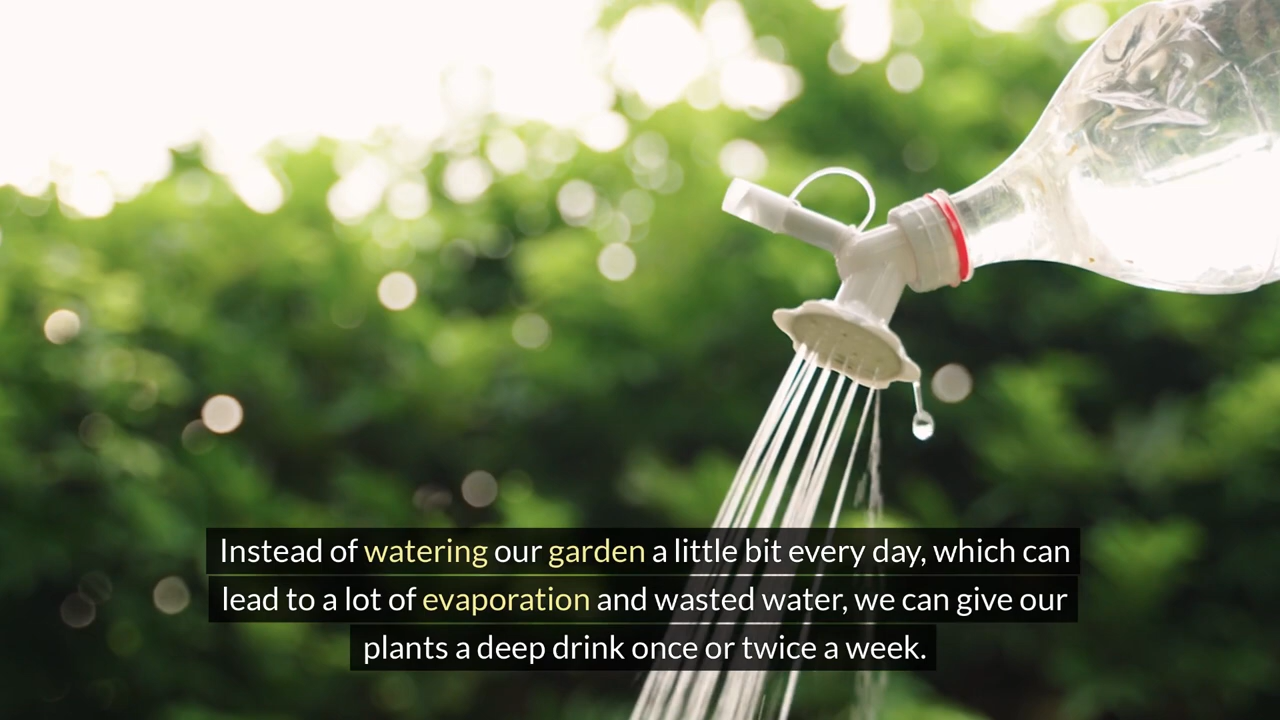 Instead of watering our garden a little bit every day, which can
lead to a lot of evaporation and wasted water, we can give our
plants a deep drink once or twice a week.